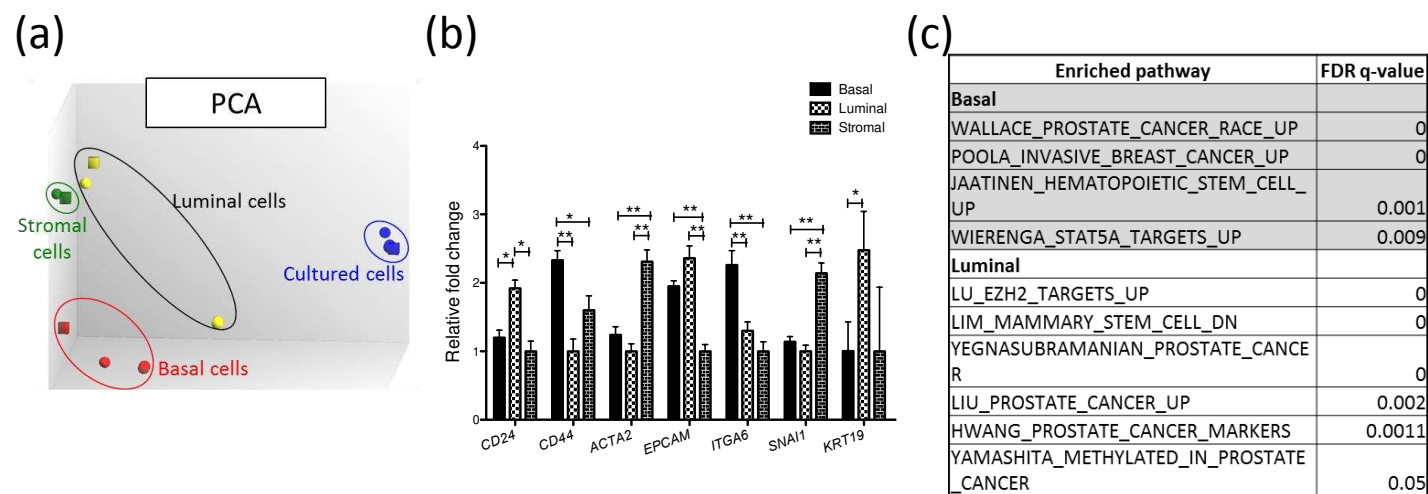 (a)
PCA
Luminal cells
Stromal
cells
Cultured cells
Basal cells
(b)
Basal
Luminal
Stromal
Relative fold change
4
3
2
1
0
* * ** * ** ** ** ** ** ** ** ** *
CD24 CD44 ACTA2 EPCAM ITGA6 SNAI1 KRT19
(c)
Enriched pathway FDR q-value
Basal
WALLACE_PROSTATE_CANCER_RACE_UP 0
POOLA_INVASIVE_BREAST_CANCER_UP 0
JAATINEN_HEMATOPOIETIC_STEM_CELL_
UP 0.001
WIERENGA_STAT5A_TARGETS_UP 0.009
Luminal
LU_EZH2_TARGETS_UP 0
LIM_MAMMARY_STEM_CELL_DN 0
YEGNASUBRAMANIAN_PROSTATE_CANCE
R 0
LIU_PROSTATE_CANCER_UP 0.002
HWANG_PROSTATE_CANCER_MARKERS 0.0011
YAMASHITA_METHYLATED_IN_PROSTATE
_CANCER 0.05